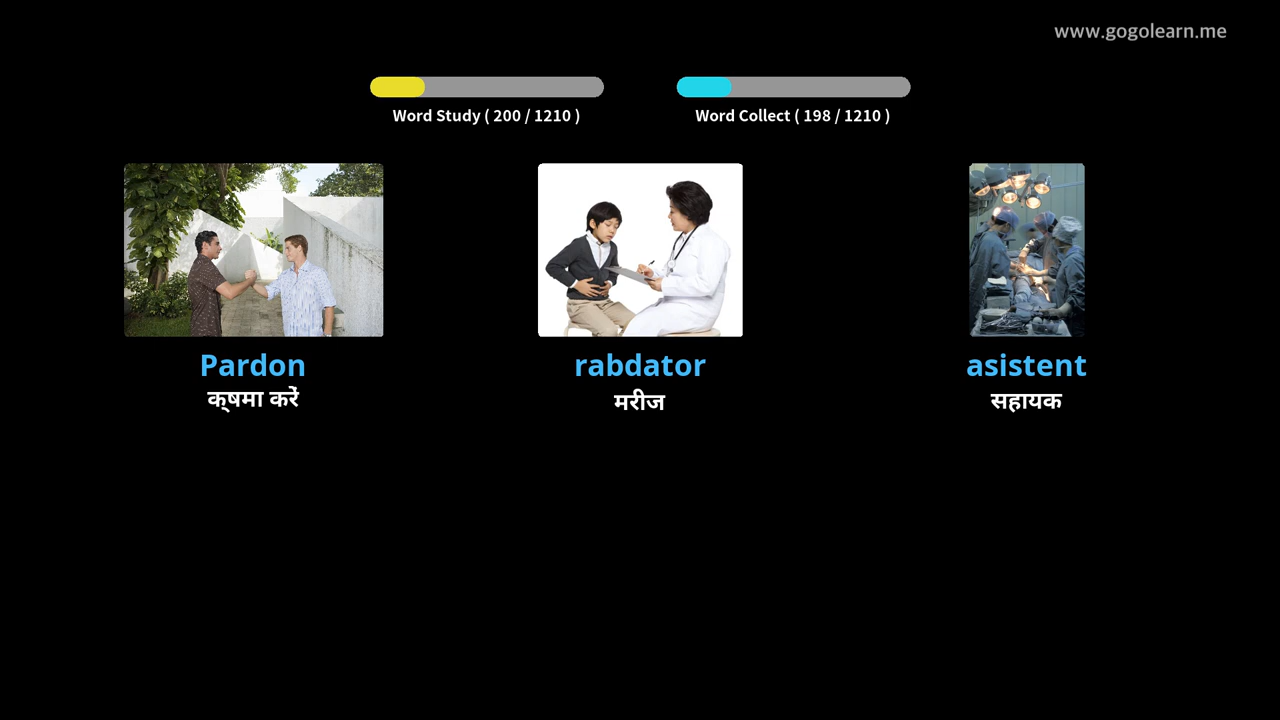 www.gogolearn.me
Word Study ( 200 / 1210 )
Word Collect ( 198 / 1210 )
Pardon
क्षमा करें
rabdator
मरीज
asistent
सहायक